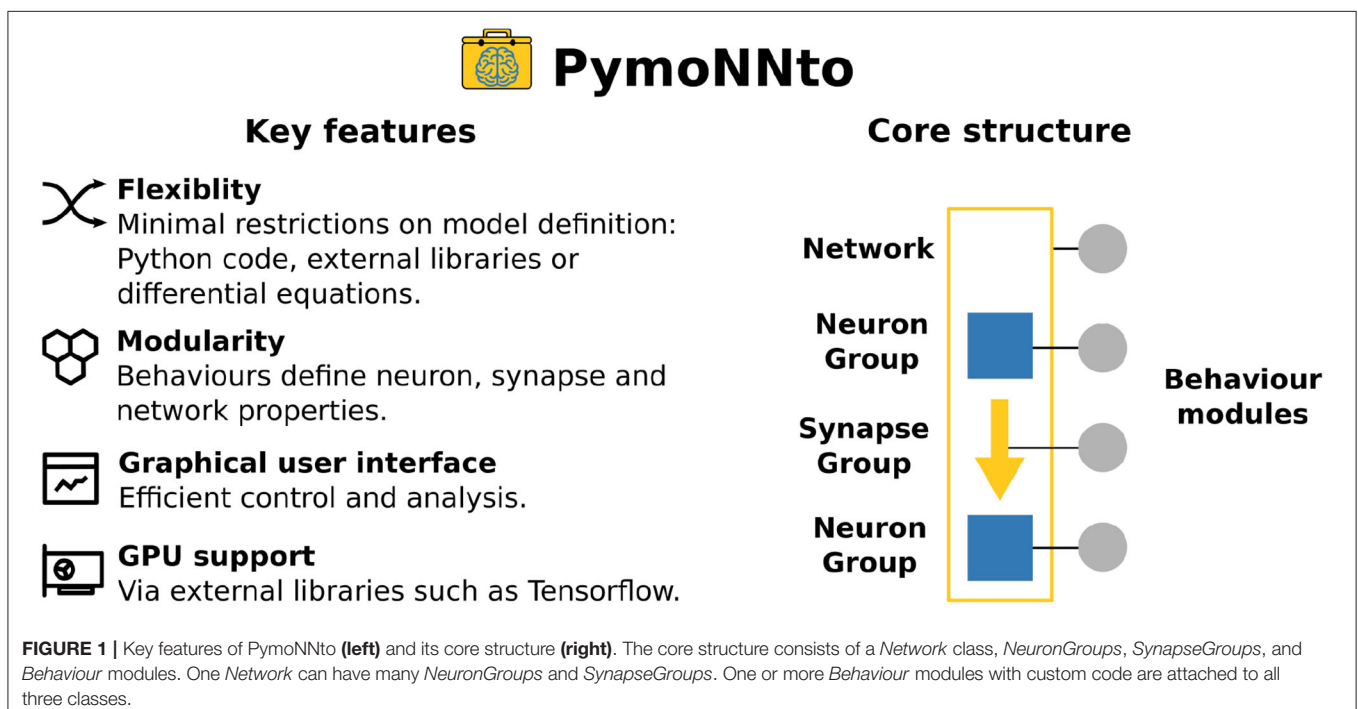 PymoNNto
Key features
Flexiblity
Minimal restrictions on model definition:
Python code, external libraries or
differential equations.
Modularity
Behaviours define neuron, synapse and
network properties.
Graphical user interface
Efficient control and analysis.
GPU support
Via external libraries such as Tensorflow.
Core structure
Network
Neuron
Group
Synapse
Group
Neuron
Group
Behaviour
modules
FIGURE 1 | Key features of PymoNNto (left) and its core structure (right). The core structure consists of a Network class, NeuronGroups, SynapseGroups, and
Behaviour modules. One Network can have many NeuronGroups and SynapseGroups. One or more Behaviour modules with custom code are attached to all
three classes.